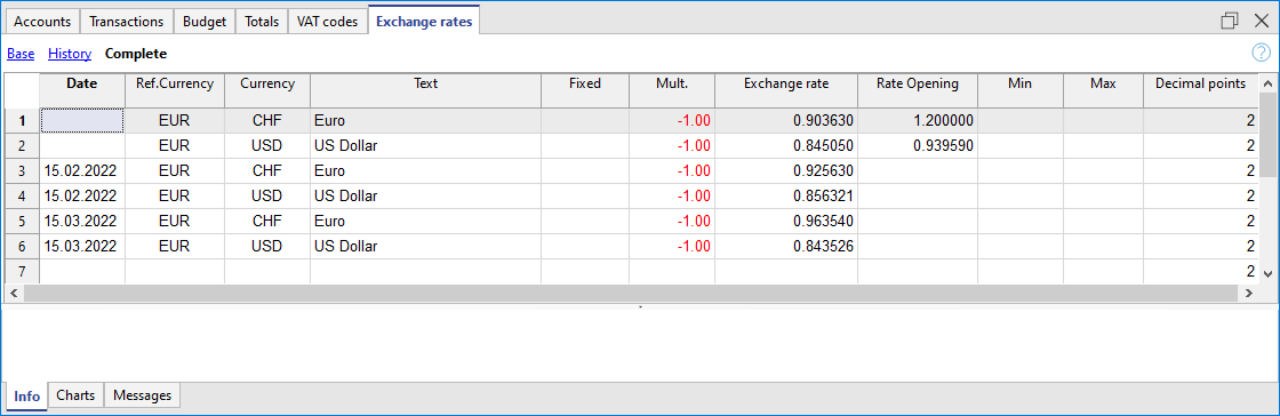 Accounts Transactions Budget Totals VAT codes Exchange rates
Base History Complete ?
Date Ref.Currency Currency Text Fixed Mult. Exchange rate Rate Opening Min Max Decimal points
1 EUR CHF Euro -1.00 0.903630 1.200000 2
2 EUR USD US Dollar -1.00 0.845050 0.939590 2
3 15.02.2022 EUR CHF Euro -1.00 0.925630 2
4 15.02.2022 EUR USD US Dollar -1.00 0.856321 2
5 15.03.2022 EUR CHF Euro -1.00 0.963540 2
6 15.03.2022 EUR USD US Dollar -1.00 0.843526 2
7 2
Info Charts Messages